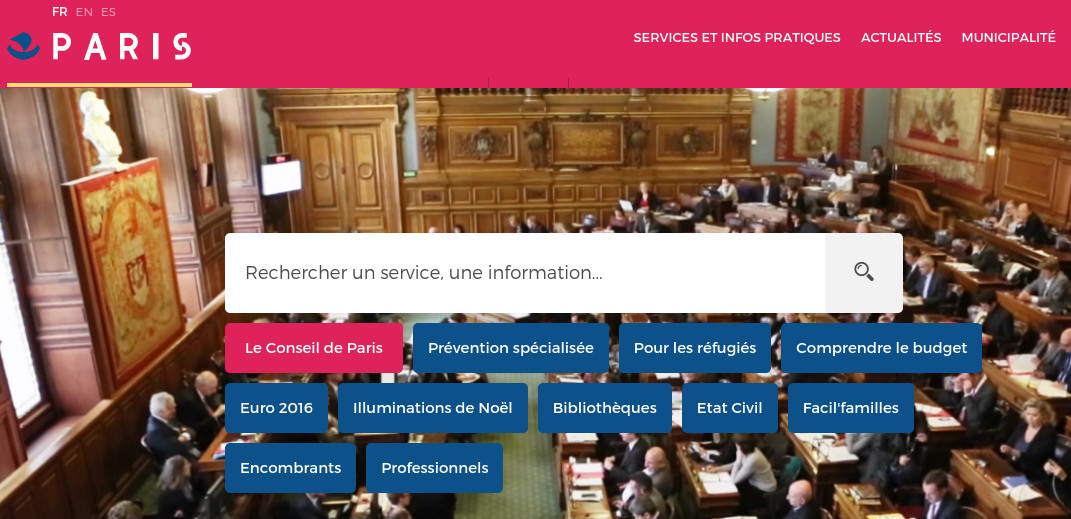 FR EN ES
PARIS
SERVICES ET INFOS PRATIQUES ACTUALITÉS MUNICIPALITÉ
Rechercher un service, une information...
Le Conseil de Paris Prévention spécialisée Pour les réfugiés Comprendre le budget
Euro 2016 Illuminations de Noël Bibliothèques Etat Civil Facil'familles
Encombrants Professionnels